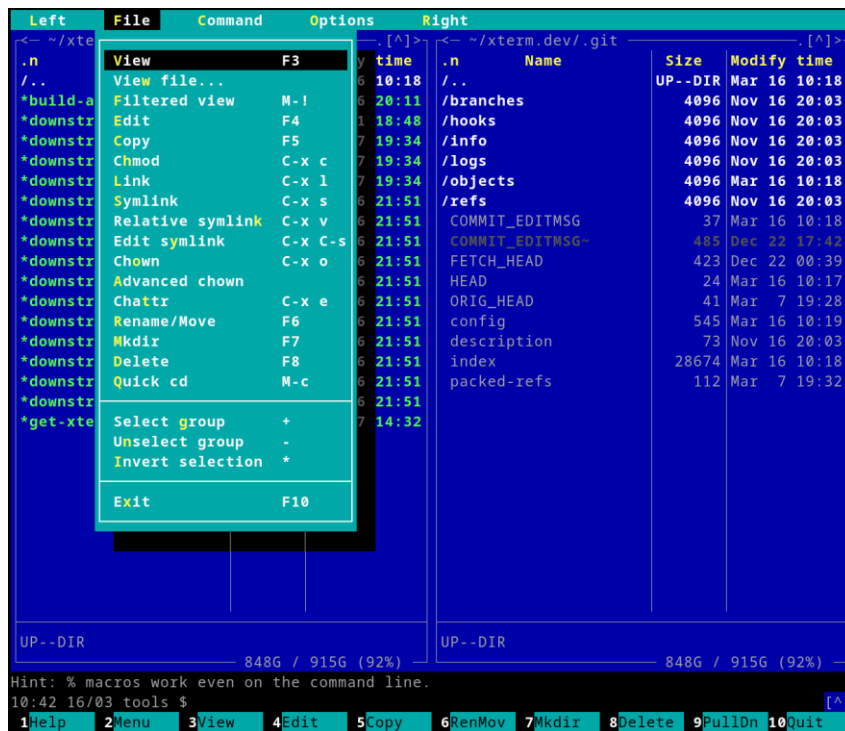 Left File Command Options Right
<— ~/xte .[^]> <— ~/xterm.dev/.git .[^]>
.n y time .n Name Size Modify time
View F3
/.. 6 10:18 /.. UP--DIR Mar 16 10:18
View file...
*build-a 6 20:11 /branches 4096 Nov 16 20:03
Filtered view M-!
*downstr 1 18:48 /hooks 4096 Nov 16 20:03
Edit F4
*downstr 7 19:34 /info 4096 Nov 16 20:03
Copy F5
*downstr 7 19:34 /logs 4096 Nov 16 20:03
Chmod C-x c
*downstr 7 19:34 /objects 4096 Mar 16 10:18
Link C-x l
*downstr 6 21:51 /refs 4096 Nov 16 20:03
Symlink C-x s
*downstr 6 21:51 COMMIT_EDITMSG 37 Mar 16 10:18
Relative symlink C-x v
*downstr 6 21:51 COMMIT_EDITMSG~ 485 Dec 22 17:42
Edit symlink C-x C-s
*downstr 6 21:51 FETCH_HEAD 423 Dec 22 00:39
Chown C-x o
*downstr 6 21:51 HEAD 24 Mar 16 10:17
Advanced chown
*downstr 6 21:51 ORIG_HEAD 41 Mar 7 19:28
Chattr C-x e
*downstr 6 21:51 config 545 Mar 16 10:19
Rename/Move F6
*downstr 6 21:51 description 73 Nov 16 20:03
Mkdir F7
*downstr 6 21:51 index 28674 Mar 16 10:18
Delete F8
*downstr 6 21:51 packed-refs 112 Mar 7 19:32
Quick cd M-c
*downstr 6 21:51
*get-xte 7 14:32
Select group +
Unselect group -
Invert selection *
Exit F10
UP--DIR UP--DIR
848G / 915G (92%) 848G / 915G (92%)
Hint: % macros work even on the command line.
10:42 16/03 tools $ [^
1Help 2Menu 3View 4Edit 5Copy 6RenMov 7Mkdir 8Delete 9PullDn 10Quit